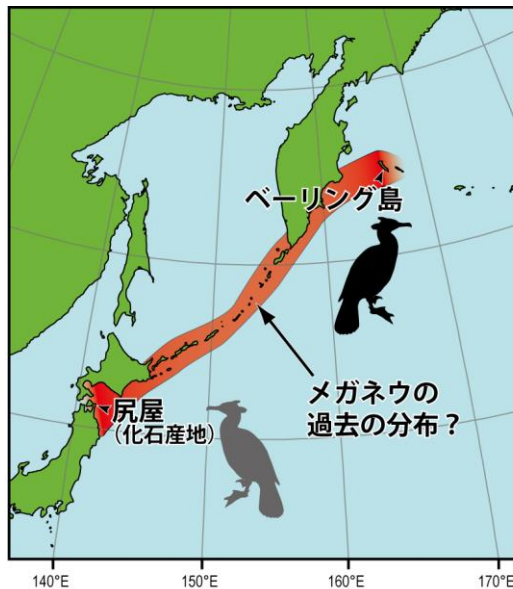 ベーリング島
メガネウの
過去の分布？
尻屋
（化石産地）
140°E
150°E
160°E
170°E